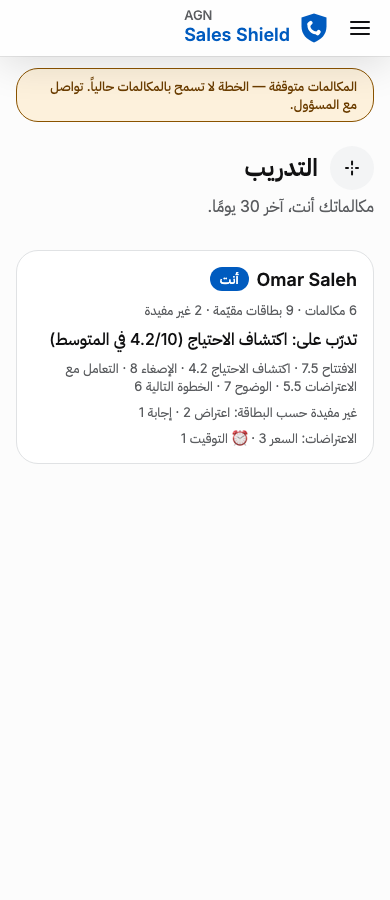 AGN
Sales Shield
المكالمات متوقفة — الخطة لا تسمح بالمكالمات حالياً. تواصل
مع المسؤول.
التدريب
مكالماتك أنت، آخر 30 يومًا.
Omar Saleh أنت
6 مكالمات · 9 بطاقات مقيّمة · 2 غير مفيدة
تدرّب على: اكتشاف الاحتياج (4.2/10 في المتوسط)
الافتتاح 7.5 · اكتشاف الاحتياج 4.2 · الإصغاء 8 · التعامل مع
الاعتراضات 5.5 · الوضوح 7 · الخطوة التالية 6
غير مفيدة حسب البطاقة: اعتراض 2 · إجابة 1
الاعتراضات: السعر 3 · ⏰ التوقيت 1